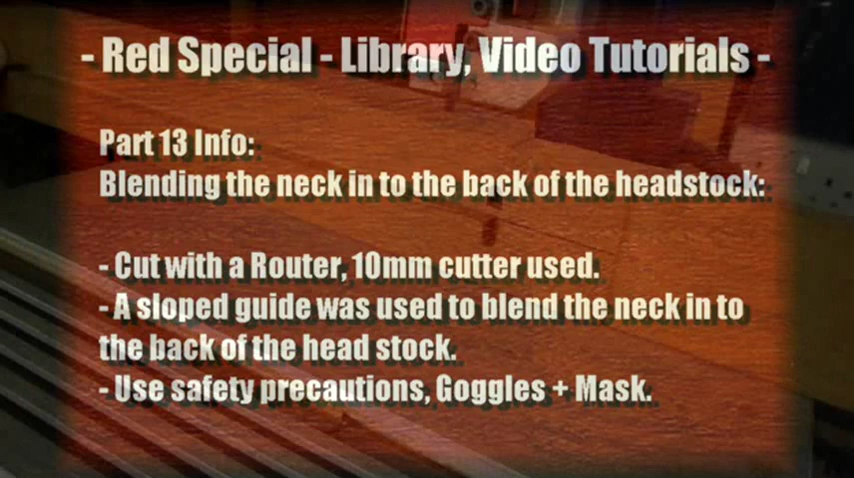 - Red Special - Library, Video Tutorials -
Part 13 Info:
Blending the neck in to the back of the headstock:
- Cut with a Router, 10mm cutter used.
- A sloped guide was used to blend the neck in to
the back of the head stock.
- Use safety precautions, Goggles + Mask.